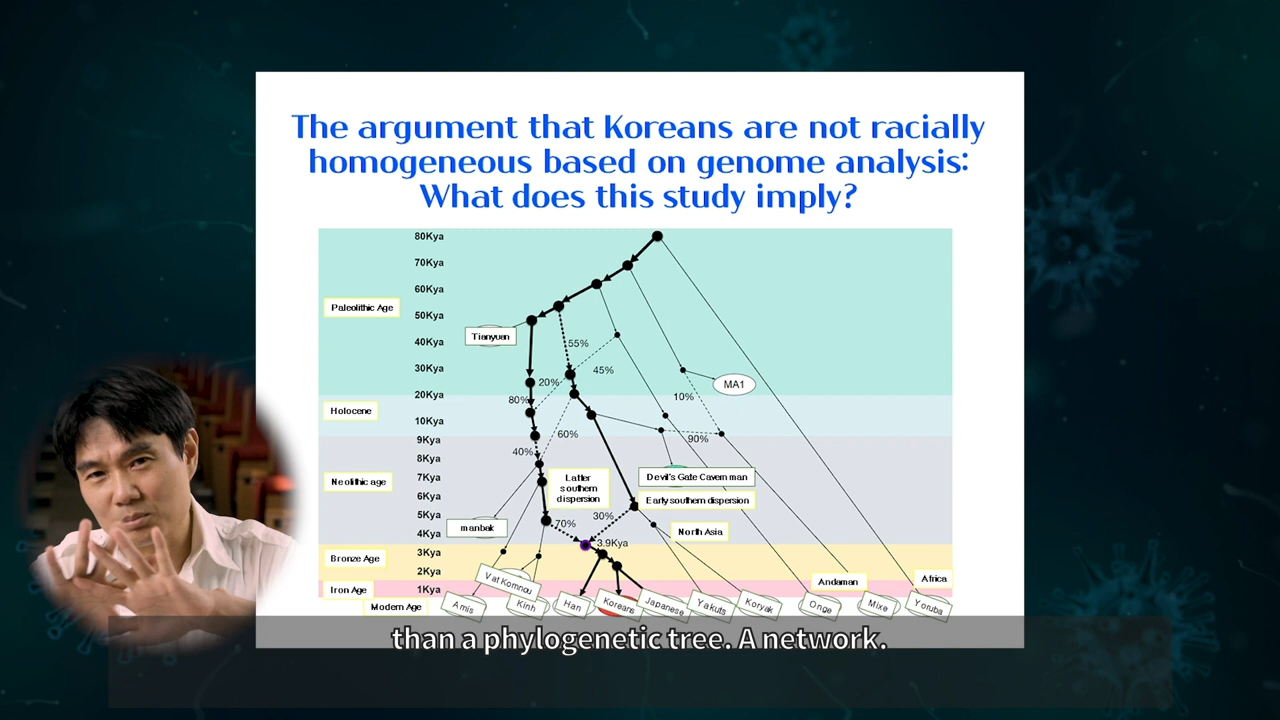 The argument that Koreans are not racially
homogeneous based on genome analysis:
What does this study imply?
80Kya
70Kya
60Kya
Paleolithic Age
50Kya
Tianyuan
55%
40Kya
45%
30Kya
20%
MA1
20Kya
80%
10%
Holocene
10Kya
60%
9Kya
90%
40%
8Kya
Latter
southern
dispersion
7Kya
Devil's Gate Cavern man
Neolithic age
6Kya
Early southern dispersion
5Kya
30%
70%
manbak
North Asia
4Kya
3.9Kya
3Kya
Bronze Age
2Kya
Vat Komnou
Andaman
Africa
Iron Age
1Kya
Modern Age
Amis
Kinh
Han
Koreans
Japanese
Yakuts
Koryak
Onge
Mixe
Yoruba
than a phylogenetic tree. A network.